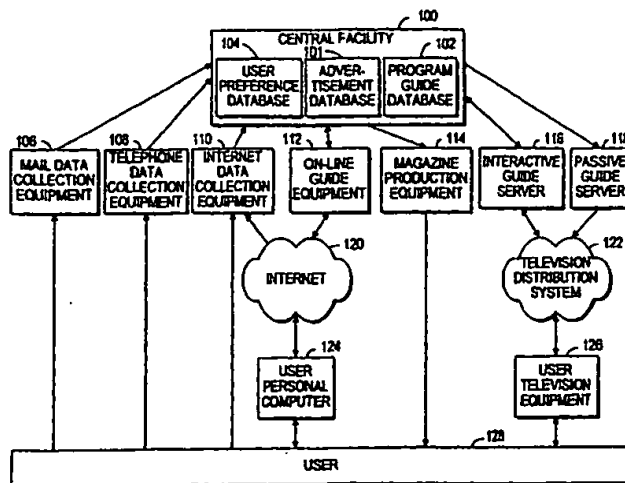 100
CENTRAL FACILITY
104
101
102
USER
PREFERENCE
DATABASE
ADVER-
TISEMENT
DATABASE
PROGRAM
GUIDE
DATABASE
106
108
110
112
114
116
118
MAIL DATA
COLLECTION
EQUIPMENT
TELEPHONE DATA
COLLECTION
EQUIPMENT
INTERNET DATA
COLLECTION
EQUIPMENT
ON-LINE
GUIDE
EQUIPMENT
MAGAZINE
PRODUCTION
EQUIPMENT
INTERACTIVE
GUIDE
SERVER
PASSIVE
GUIDE
SERVER
120
INTERNET
122
TELEVISION
DISTRIBUTION
SYSTEM
124
USER
PERSONAL
COMPUTER
126
USER
TELEVISION
EQUIPMENT
128
USER